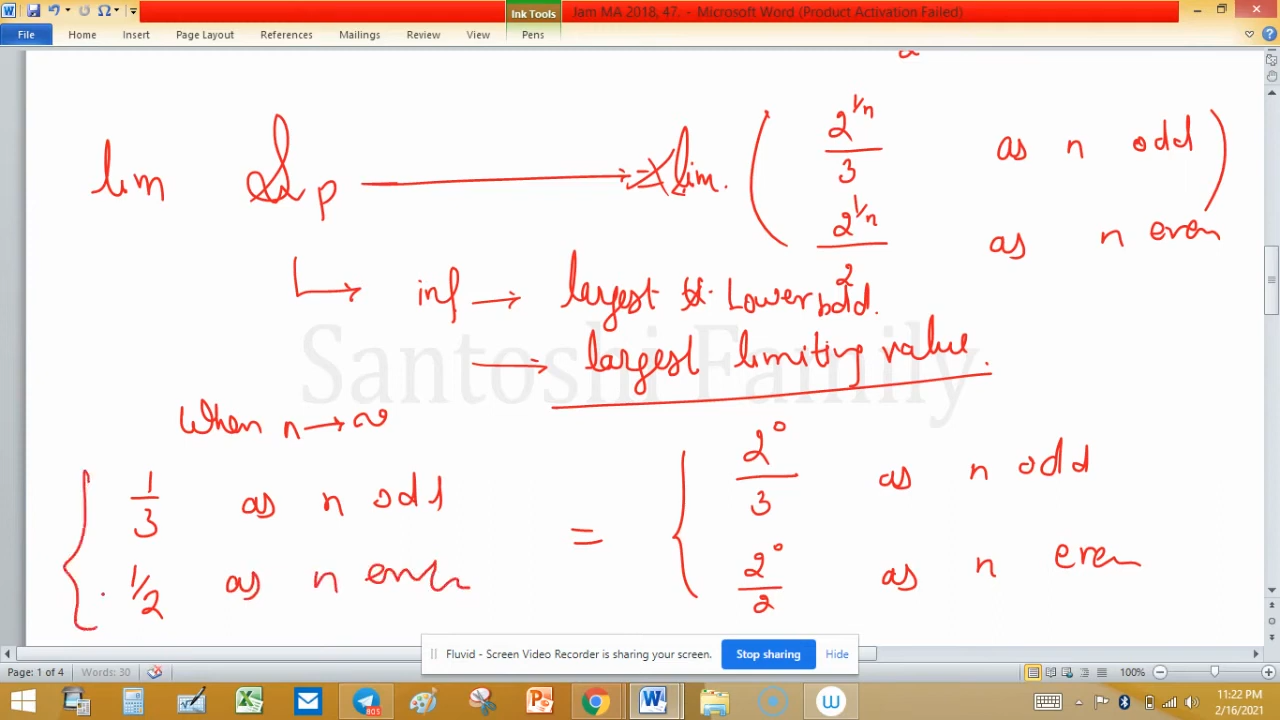 Ink Tools
Jam MA 2018, 47. - Microsoft Word (Product Activation Failed)
File Home Insert Page Layout References Mailings Review View Pens
2^{1/n}/3 as n odd
lim Sup → lim.
2^{1/n}/2 as n even
↳ inf → largest Lower bdd.
→ largest limiting value.
Santoshi Family
When n → ∞
1/3 as n odd = 2^0/3 as n odd
1/2 as n even 2^0/2 as n even
Fluvid - Screen Video Recorder is sharing your screen. Stop sharing Hide
Page: 1 of 4 Words: 30 100%
805
11:22 PM
2/16/2021